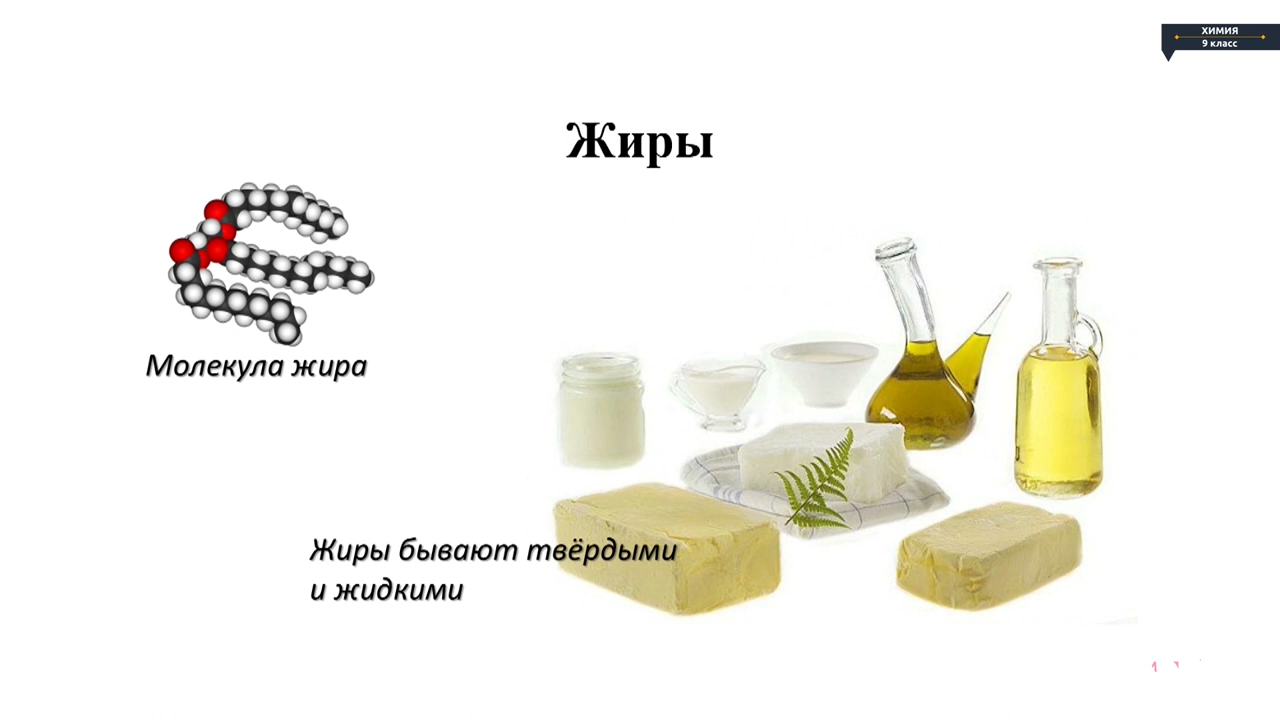 ХИМИЯ
9 класс
Жиры
Молекула жира
Жиры бывают твёрдыми
и жидкими